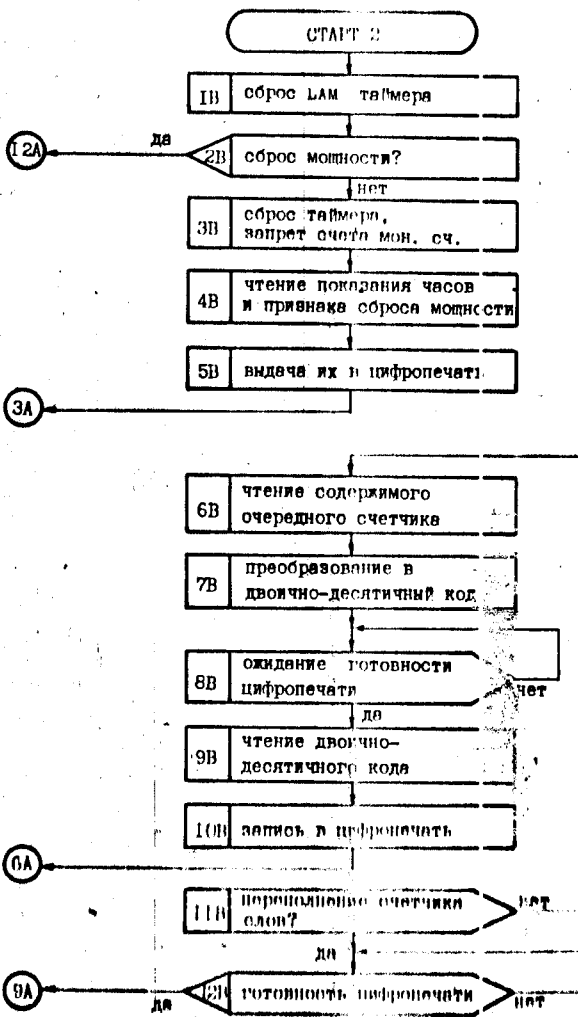 СТАРТ 2
1В сброс LAM таймера
12А
да
2В сброс мощности?
нет
3В сброс таймера,
запрет счета мон. сч.
4В чтение показания часов
и признака сброса мощности
5В выдача их в цифропечать
3А
6В чтение содержимого
очередного счетчика
7В преобразование в
двоично-десятичный код
8В ожидание готовности
цифропечати
нет
да
9В чтение двоично-
десятичного кода
10В запись в цифропечать
6А
11В переполнение счетчика
слов?
нет
да
9А
да
12В готовность цифропечати
нет